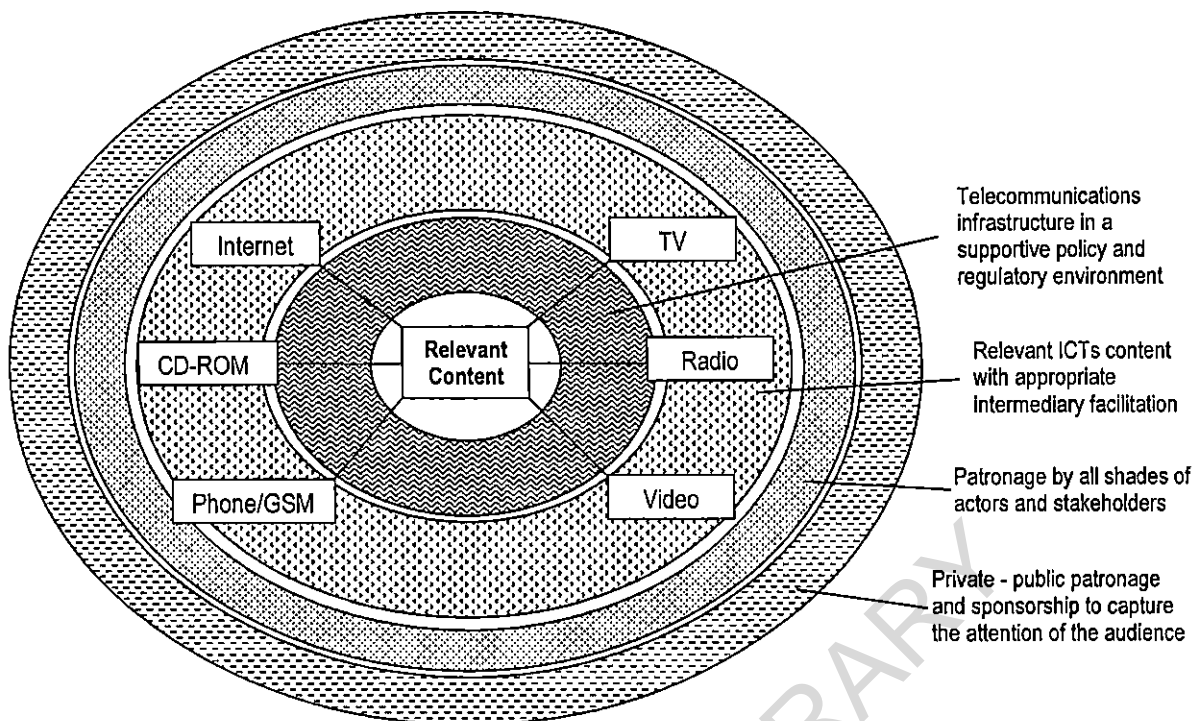 Internet
TV
CD-ROM
Relevant
Content
Radio
Phone/GSM
Video
Telecommunications
infrastructure in a
supportive policy and
regulatory environment
Relevant ICTs content
with appropriate
intermediary facilitation
Patronage by all shades of
actors and stakeholders
Private - public patronage
and sponsorship to capture
the attention of the audience
BRARY